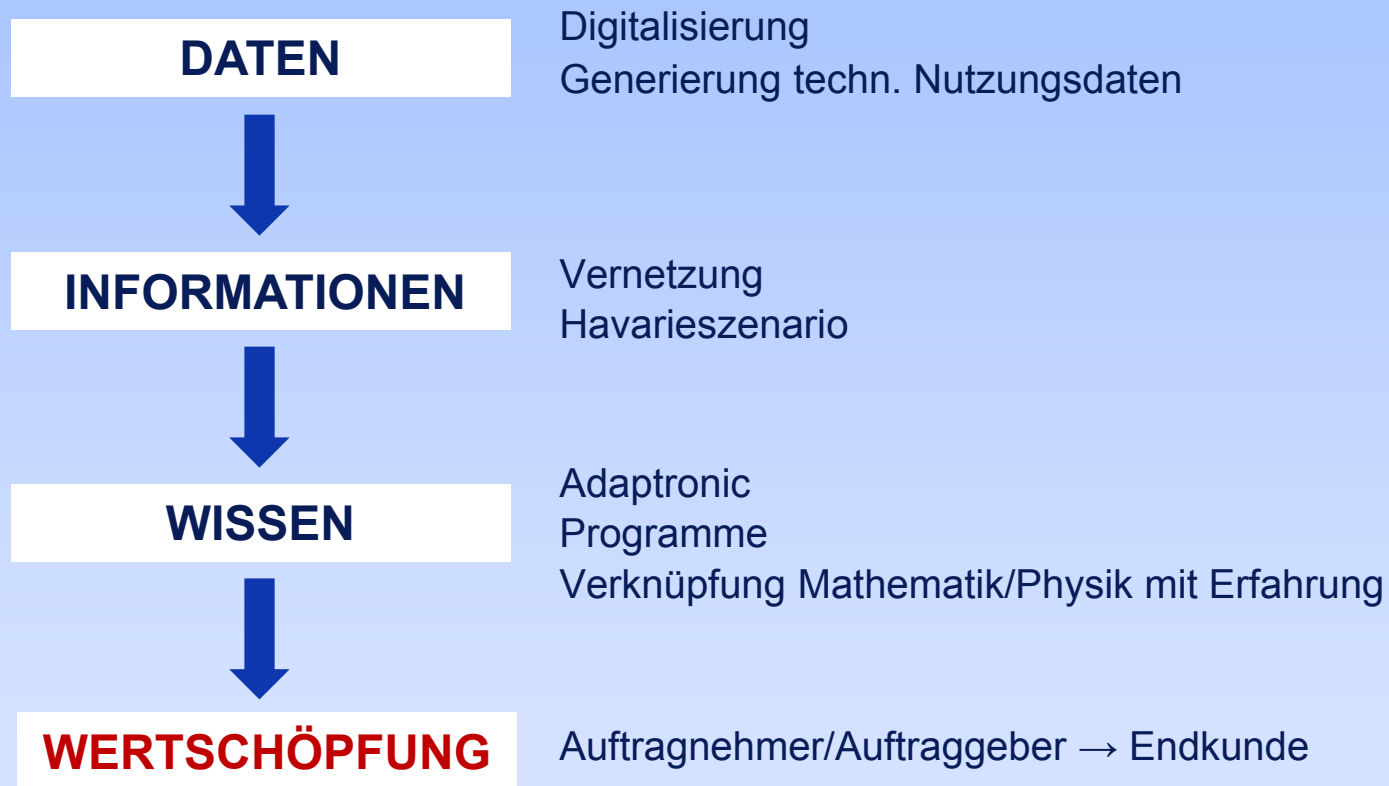 DATEN
Digitalisierung
Generierung techn. Nutzungsdaten
INFORMATIONEN
Vernetzung
Havarieszenario
WISSEN
Adaptronic
Programme
Verknüpfung Mathematik/Physik mit Erfahrung
WERTSCHÖPFUNG
Auftragnehmer/Auftraggeber → Endkunde